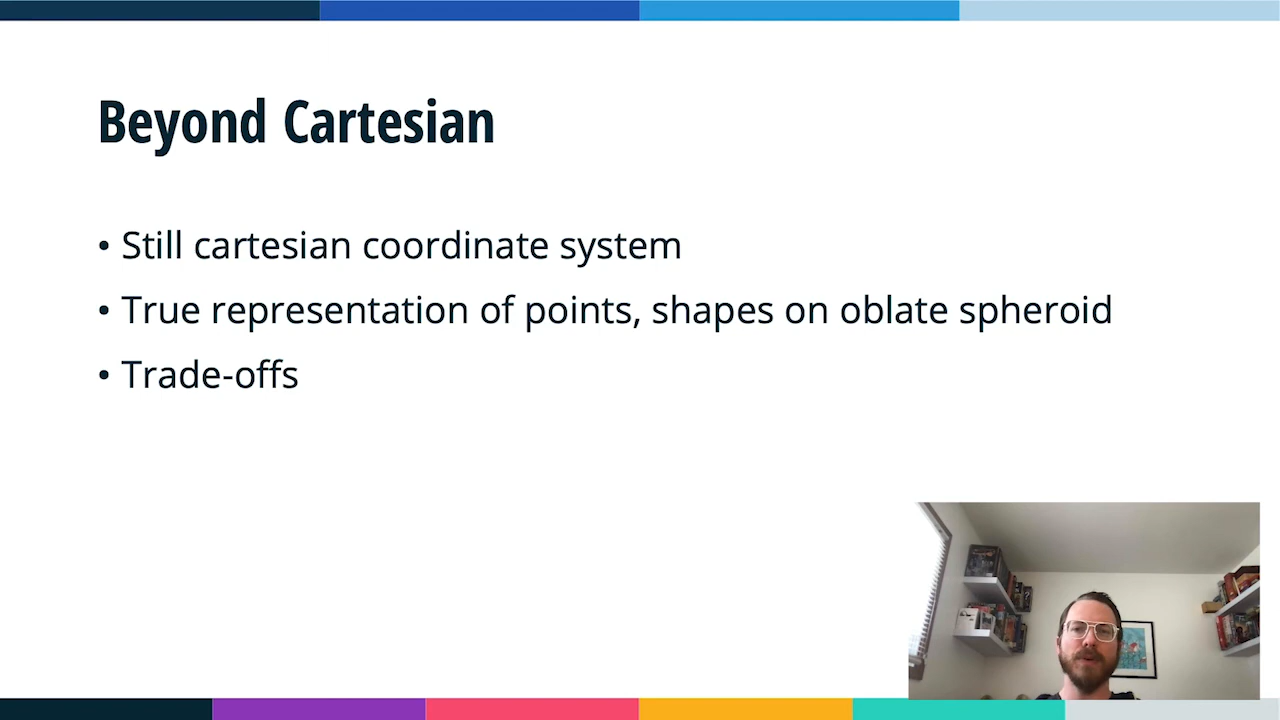 Beyond Cartesian
• Still cartesian coordinate system
• True representation of points, shapes on oblate spheroid
• Trade-offs